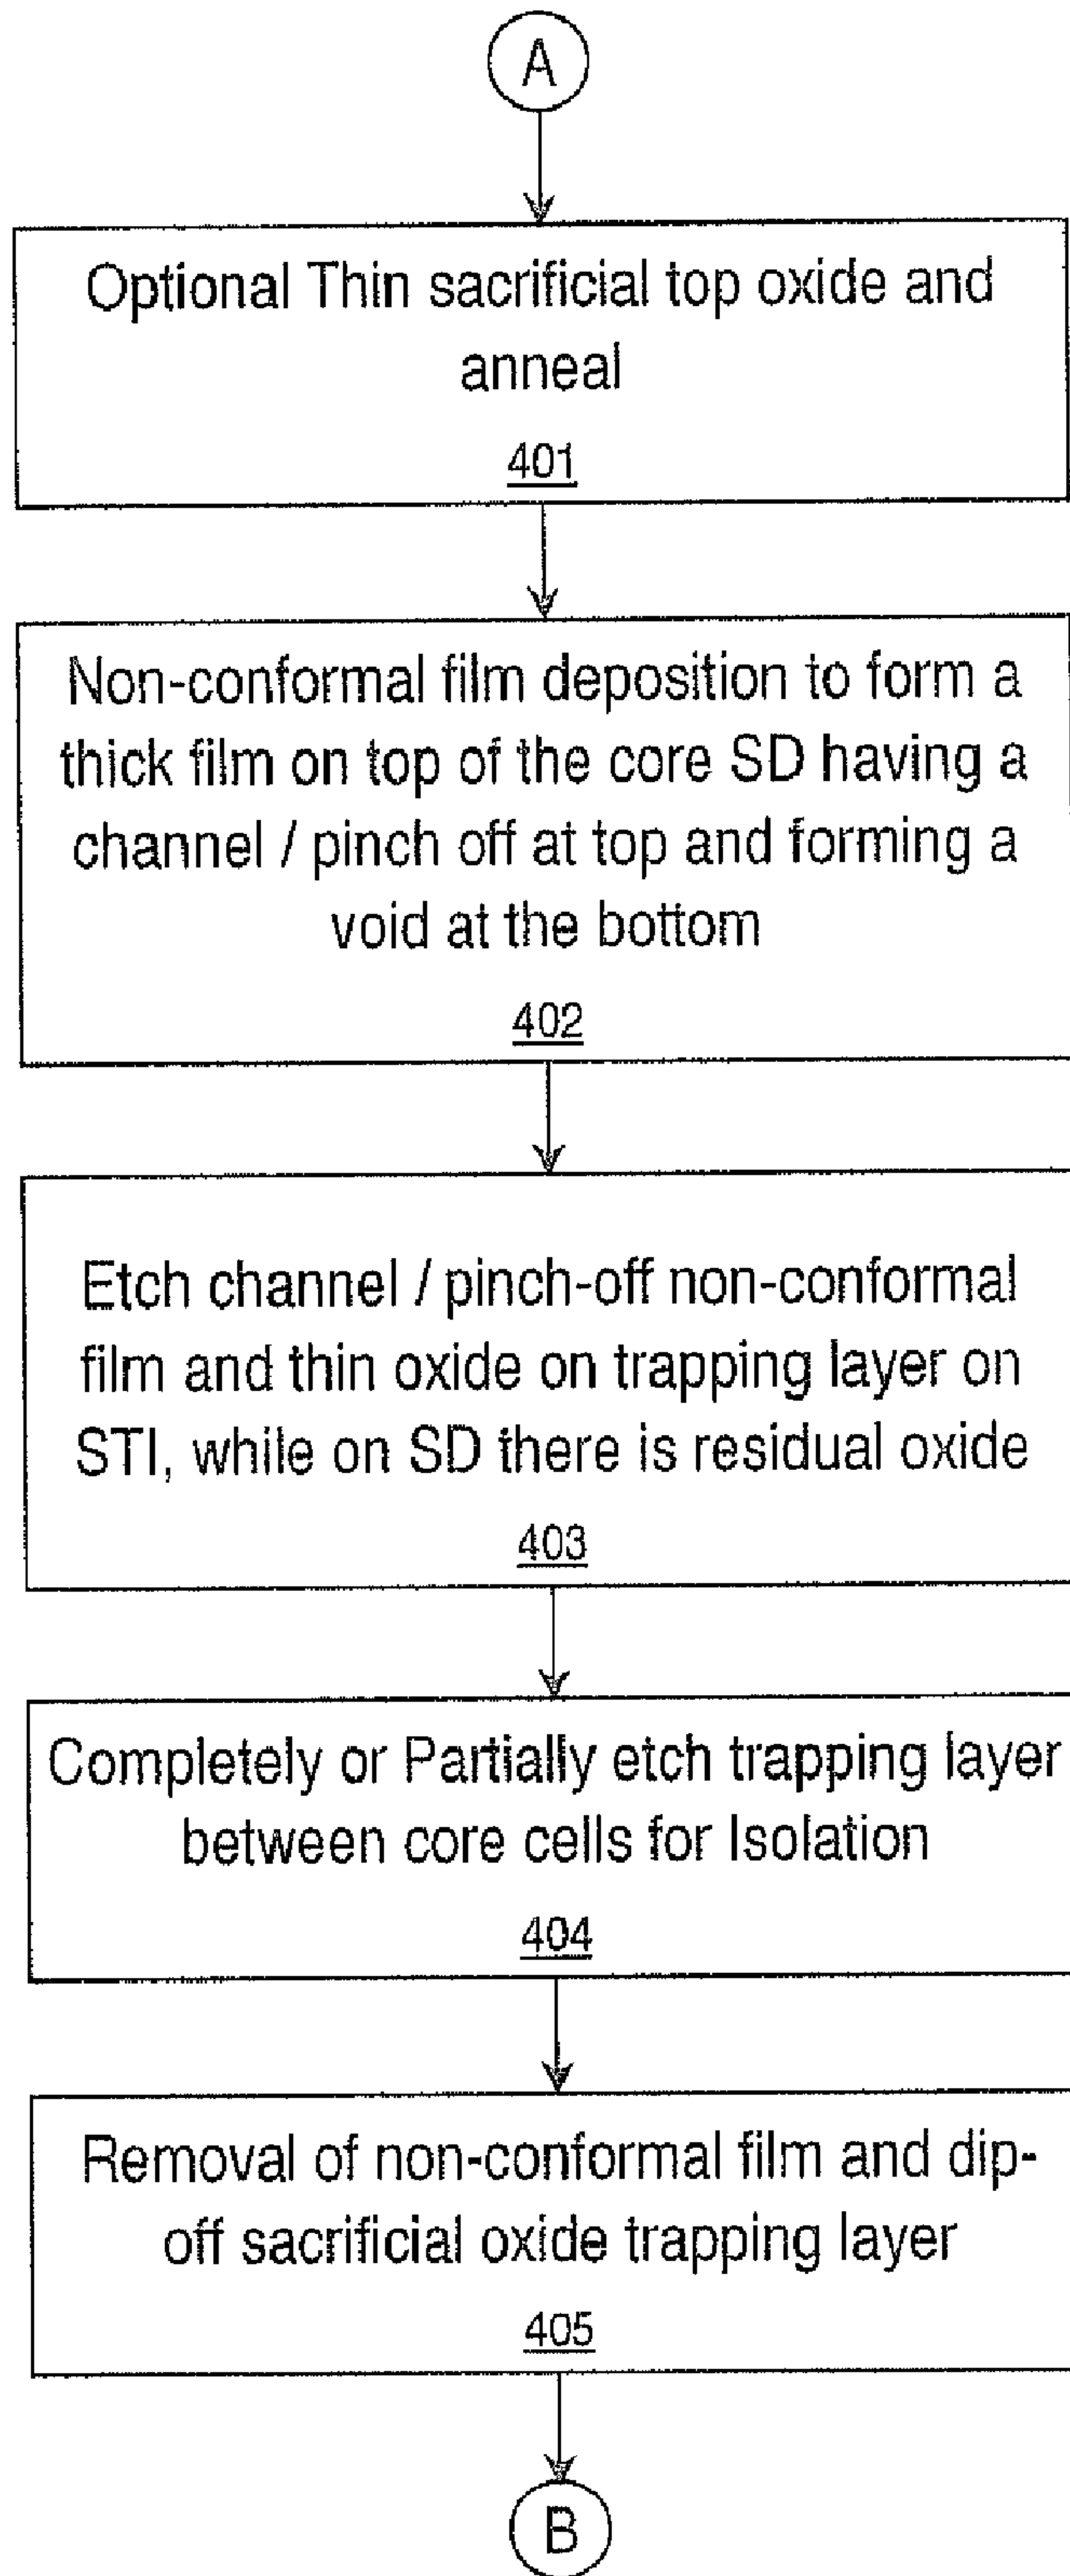 A
Optional Thin sacrificial top oxide and
anneal
401
Non-conformal film deposition to form a
thick film on top of the core SD having a
channel / pinch off at top and forming a
void at the bottom
402
Etch channel / pinch-off non-conformal
film and thin oxide on trapping layer on
STI, while on SD there is residual oxide
403
Completely or Partially etch trapping layer
between core cells for Isolation
404
Removal of non-conformal film and dip-
off sacrificial oxide trapping layer
405
B